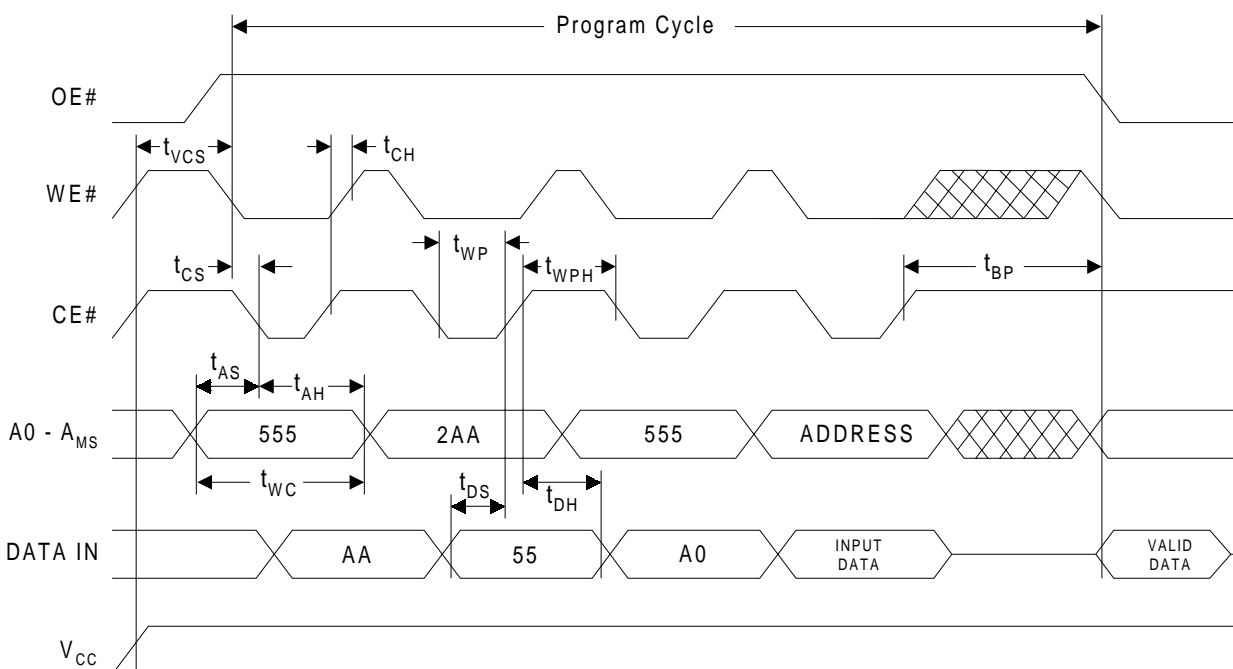 Program Cycle
OE#
tVCS
tCH
WE#
tWP
tCS
tWPH
tBP
CE#
tAS
tAH
A0 - AMS
555
2AA
555
ADDRESS
tWC
tDS
tDH
DATA IN
AA
55
A0
INPUT
DATA
VALID
DATA
VCC